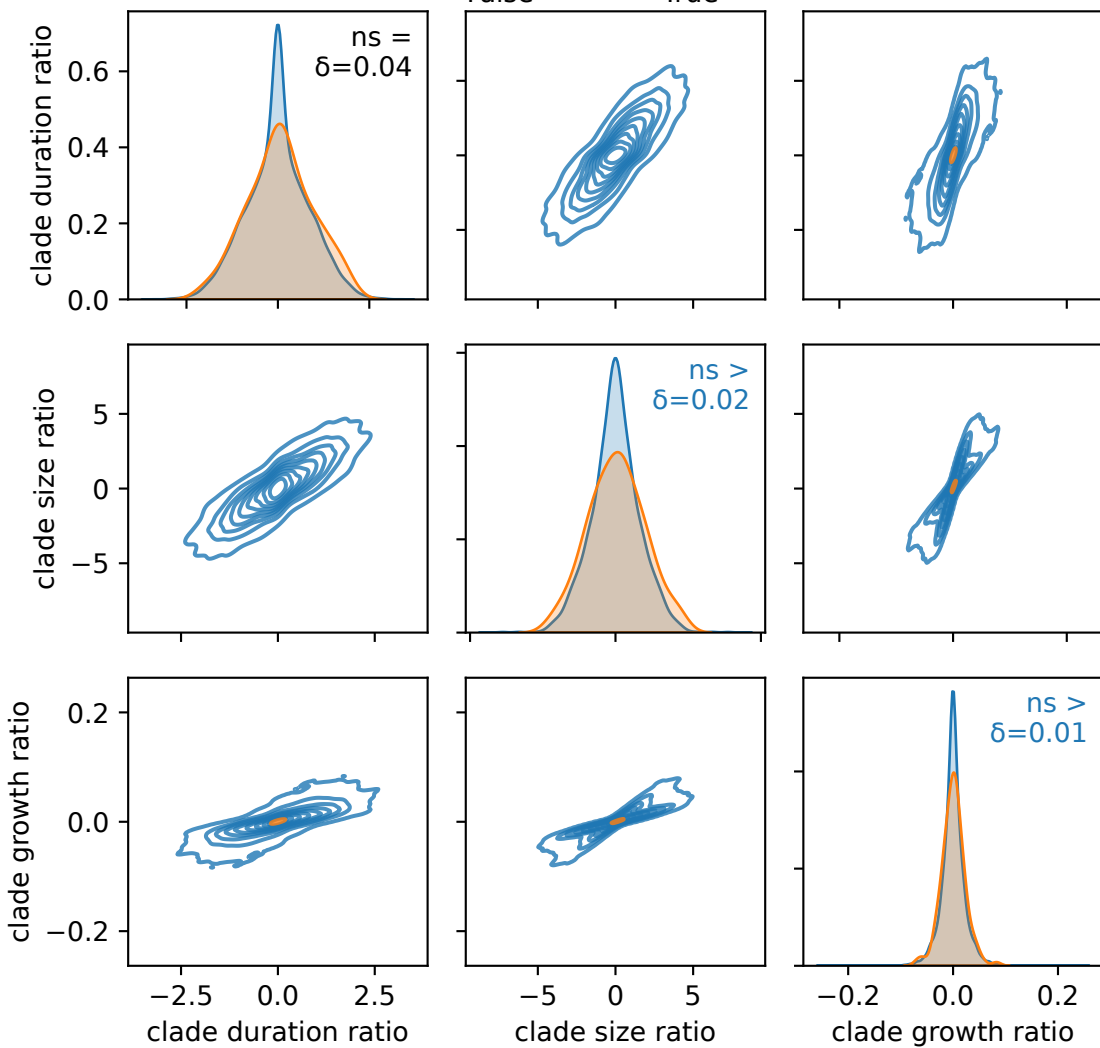 clade duration ratio
0.6
0.4
0.2
0.0
ns =
δ=0.04
clade size ratio
5
0
−5
ns >
δ=0.02
clade growth ratio
0.2
0.0
−0.2
ns >
δ=0.01
−2.5 0.0 2.5
−5 0 5
−0.2 0.0 0.2
clade duration ratio
clade size ratio
clade growth ratio